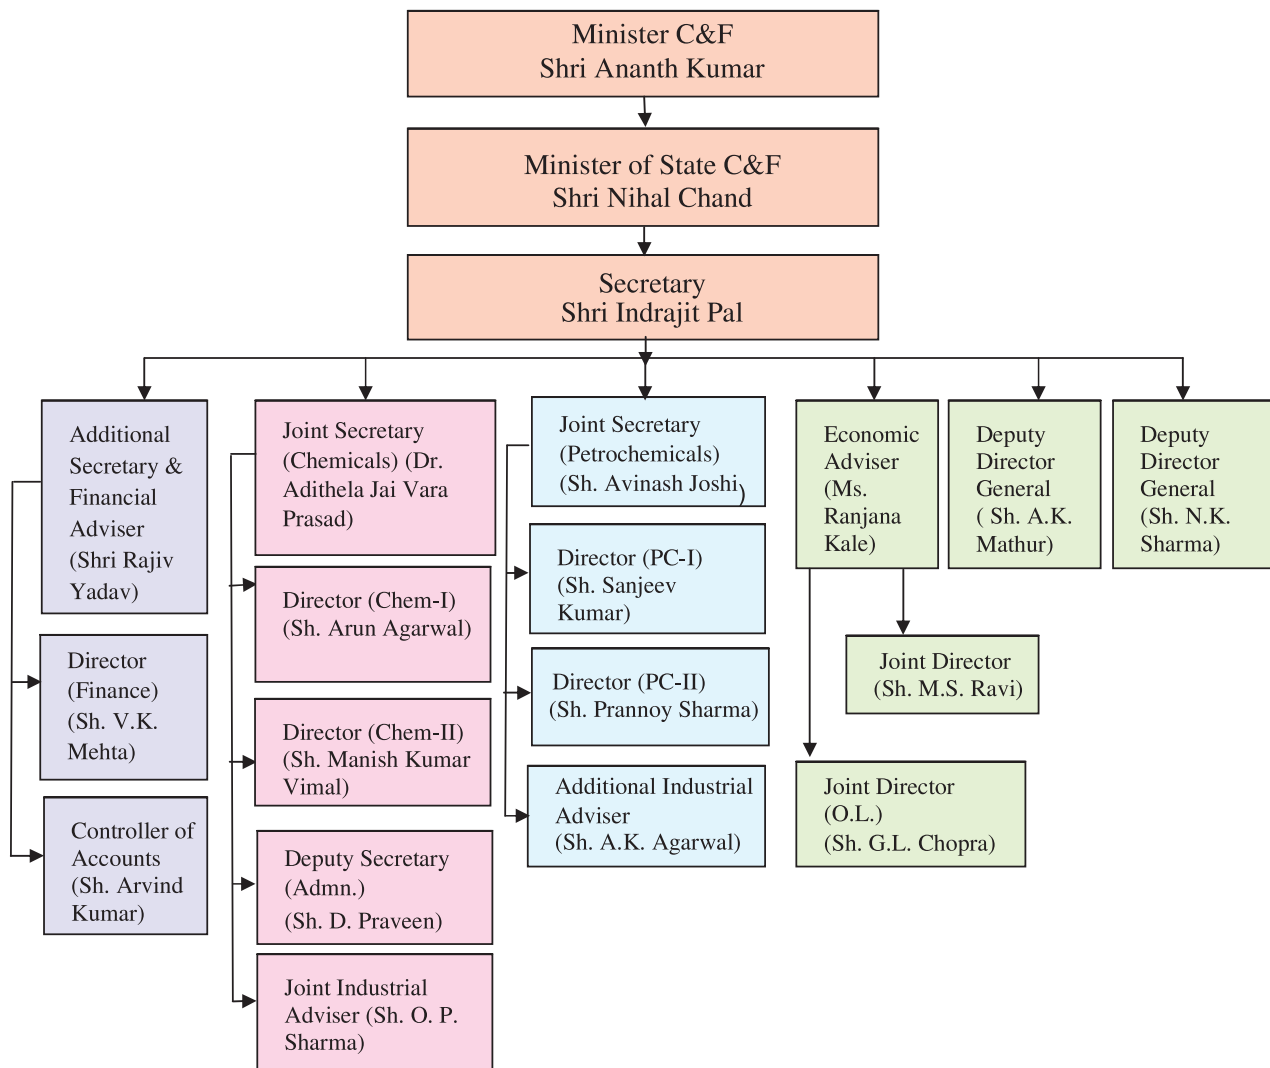 Minister C&F
Shri Ananth Kumar
Minister of State C&F
Shri Nihal Chand
Secretary
Shri Indrajit Pal
Additional
Secretary &
Financial
Adviser
(Shri Rajiv
Yadav)
Director
(Finance)
(Sh. V.K.
Mehta)
Controller of
Accounts
(Sh. Arvind
Kumar)
Joint Secretary
(Chemicals) (Dr.
Adithela Jai Vara
Prasad)
Director (Chem-I)
(Sh. Arun Agarwal)
Director (Chem-II)
(Sh. Manish Kumar
Vimal)
Deputy Secretary
(Admn.)
(Sh. D. Praveen)
Joint Industrial
Adviser (Sh. O. P.
Sharma)
Joint Secretary
(Petrochemicals)
(Sh. Avinash Joshi)
Director (PC-I)
(Sh. Sanjeev
Kumar)
Director (PC-II)
(Sh. Prannoy Sharma)
Additional Industrial
Adviser
(Sh. A.K. Agarwal)
Economic
Adviser
(Ms.
Ranjana
Kale)
Joint Director
(Sh. M.S. Ravi)
Joint Director
(O.L.)
(Sh. G.L. Chopra)
Deputy
Director
General
( Sh. A.K.
Mathur)
Deputy
Director
General
(Sh. N.K.
Sharma)